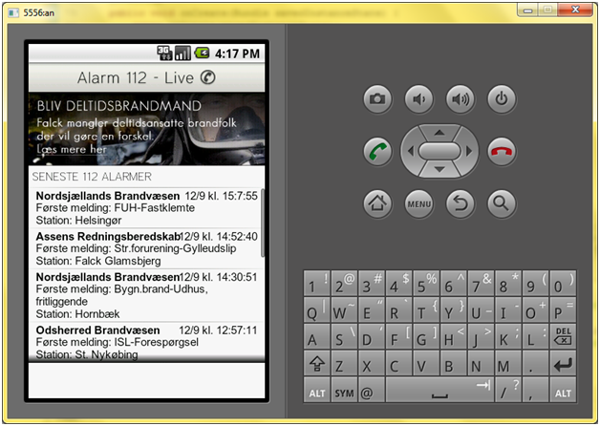 5556:an
3G
4:17 PM
Alarm 112 - Live
BLIV DELTIDSBRANDMAND
Falck mangler deltidsansatte brandfolk
der vil gøre en forskel.
Læs mere her
SENESTE 112 ALARMER
Nordsjællands Brandvæsen 12/9 kl. 15:7:55
Første melding: FUH-Fastklemte
Station: Helsingør
Assens Redningsberedskab 12/9 kl. 14:52:40
Første melding: Str.forurening-Gylleudslip
Station: Falck Glamsbjerg
Nordsjællands Brandvæsen 12/9 kl. 14:30:51
Første melding: Bygn.brand-Udhus,
fritliggende
Station: Hornbæk
Odsherred Brandvæsen 12/9 kl. 12:57:11
Første melding: ISL-Forespørgsel
Station: St. Nykøbing
MENU
1 ! 2 @ 3 # 4 $ 5 % 6 ^ 7 & 8 * 9 ( 0 )
Q | W ~ E " R ` T { Y } U _ I - O + P =
A S \ D ' F [ G ] H < J > K ; L : DEL
Z X C V B N M .
ALT SYM @ / ? , ALT